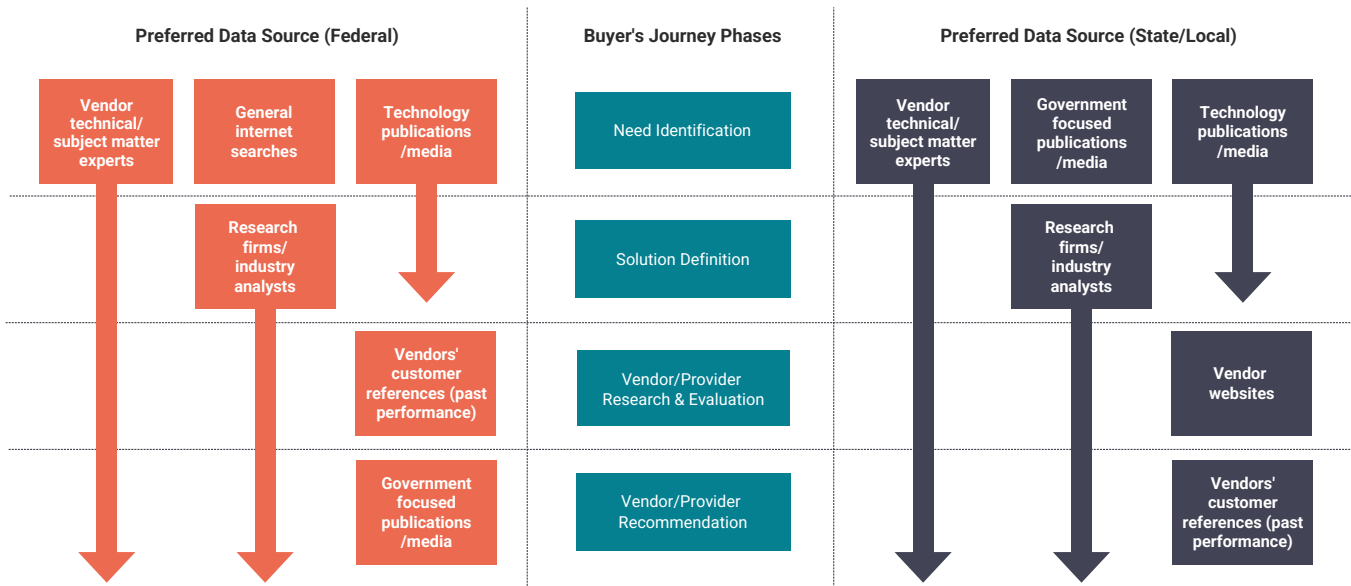 Preferred Data Source (Federal)
Buyer's Journey Phases
Preferred Data Source (State/Local)
Vendor
technical/
subject matter
experts
General
internet
searches
Technology
publications
/media
Need Identification
Vendor
technical/
subject matter
experts
Government
focused
publications
/media
Technology
publications
/media
Research
firms/
industry
analysts
Solution Definition
Research
firms/
industry
analysts
Vendors'
customer
references (past
performance)
Vendor/Provider
Research & Evaluation
Vendor
websites
Government
focused
publications
/media
Vendor/Provider
Recommendation
Vendors'
customer
references (past
performance)